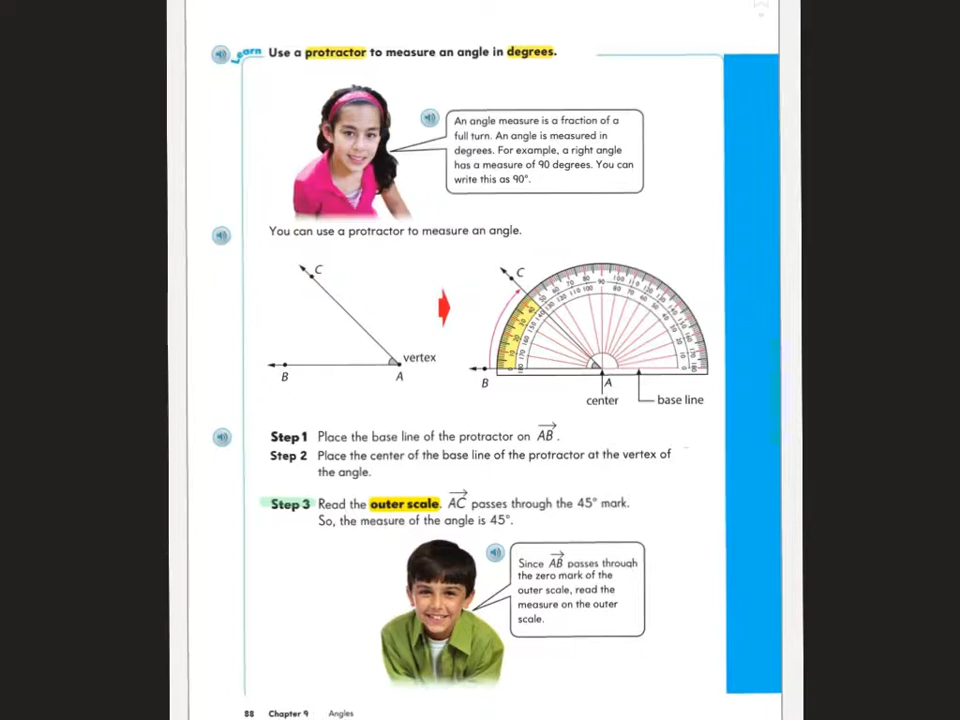 Learn Use a protractor to measure an angle in degrees.
An angle measure is a fraction of a
full turn. An angle is measured in
degrees. For example, a right angle
has a measure of 90 degrees. You can
write this as 90°.
You can use a protractor to measure an angle.
C
vertex
B
A
C
B
A
center
base line
Step 1 Place the base line of the protractor on AB.
Step 2 Place the center of the base line of the protractor at the vertex of
the angle.
Step 3 Read the outer scale. AC passes through the 45° mark.
So, the measure of the angle is 45°.
Since AB passes through
the zero mark of the
outer scale, read the
measure on the outer
scale.
88 Chapter 9 Angles